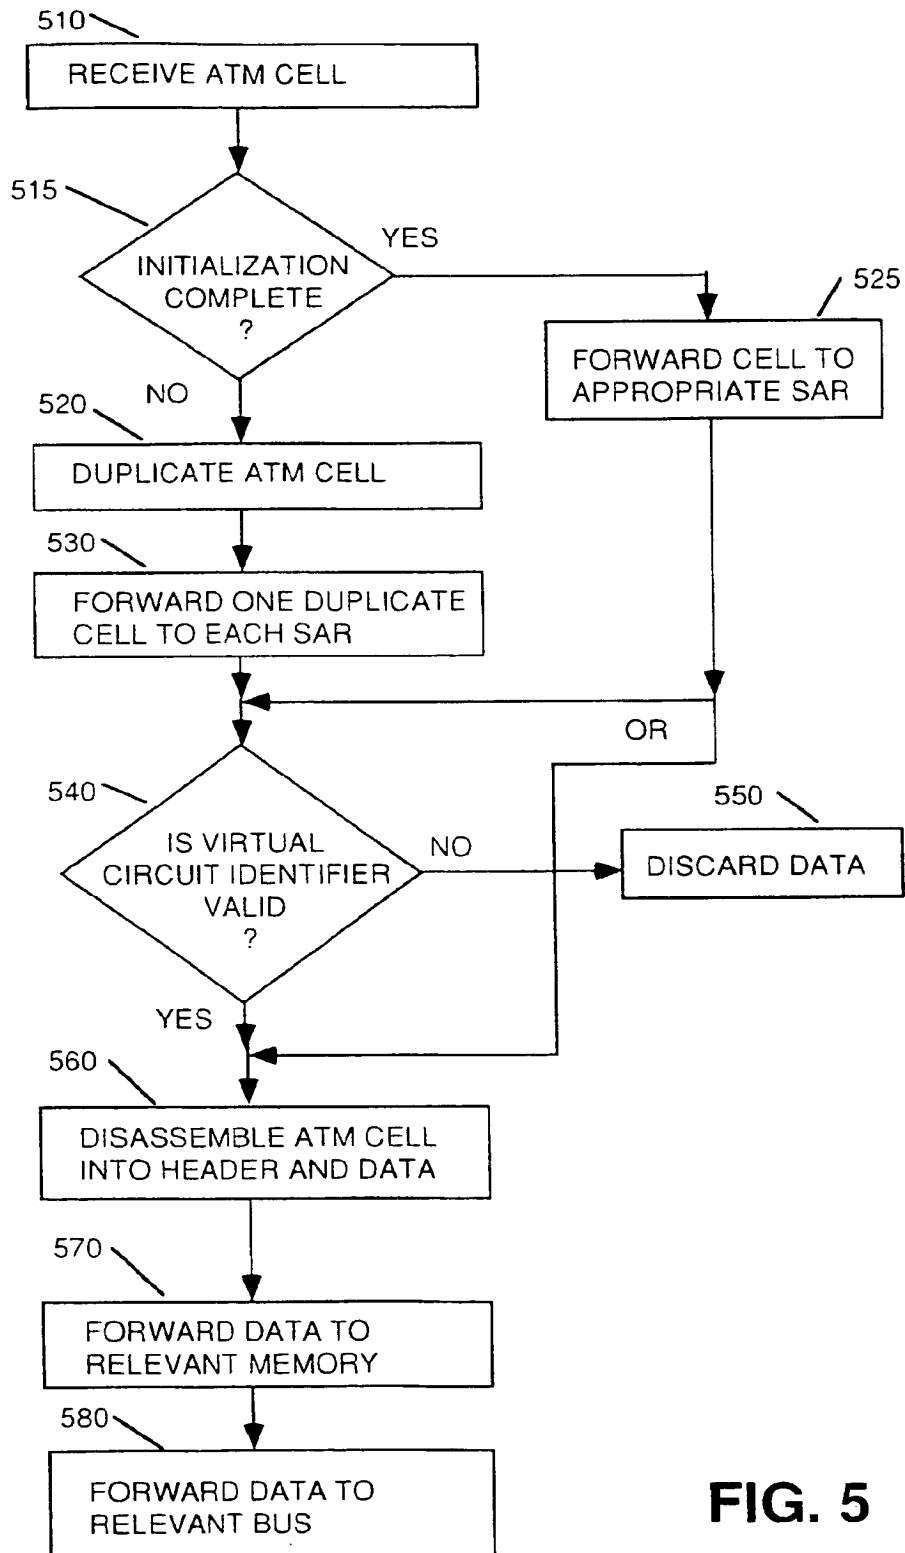 510
RECEIVE ATM CELL
515
INITIALIZATION
COMPLETE
?
YES
NO
525
FORWARD CELL TO
APPROPRIATE SAR
520
DUPLICATE ATM CELL
530
FORWARD ONE DUPLICATE
CELL TO EACH SAR
OR
540
IS VIRTUAL
CIRCUIT IDENTIFIER
VALID
?
NO
YES
550
DISCARD DATA
560
DISASSEMBLE ATM CELL
INTO HEADER AND DATA
570
FORWARD DATA TO
RELEVANT MEMORY
580
FORWARD DATA TO
RELEVANT BUS
FIG. 5